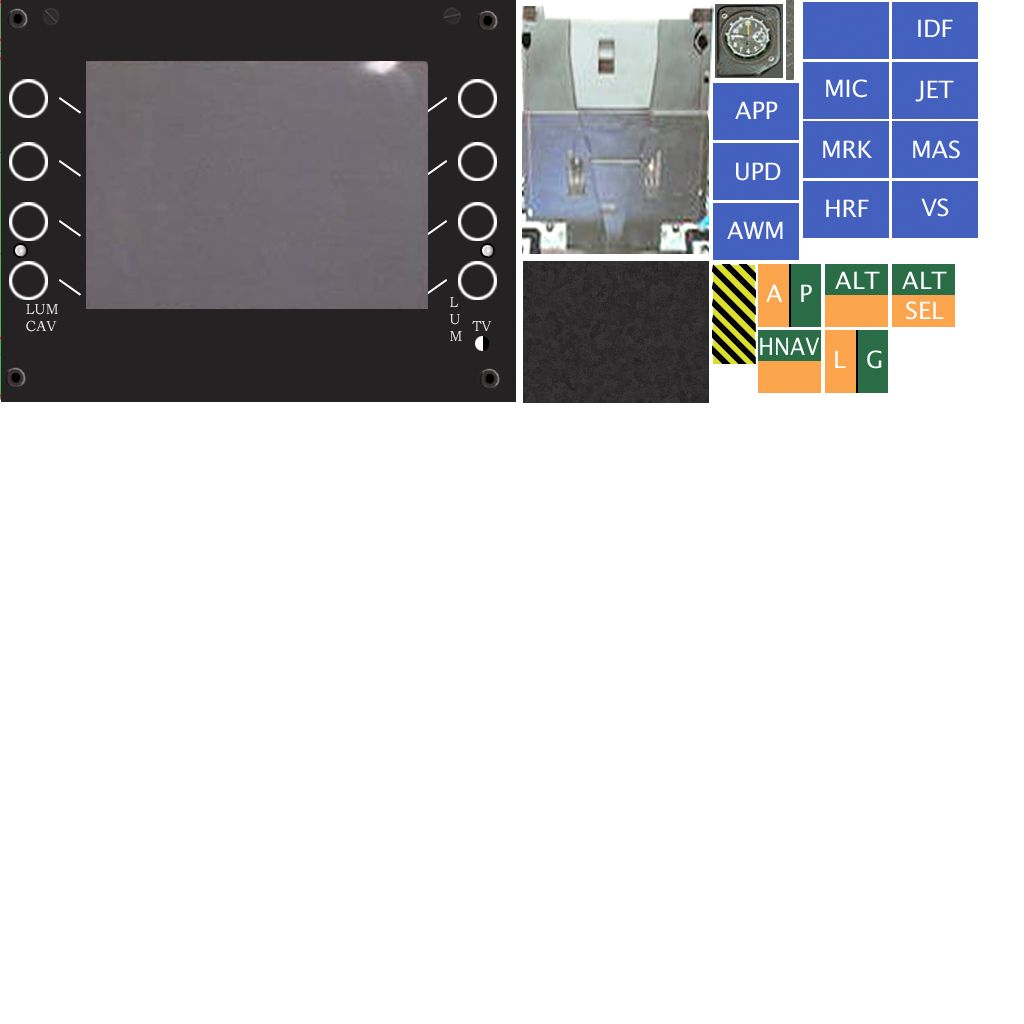 LUM
CAV
L
U
M
TV
APP
UPD
AWM
IDF
MIC
JET
MRK
MAS
HRF
VS
A P
ALT
ALT
SEL
HNAV
L G